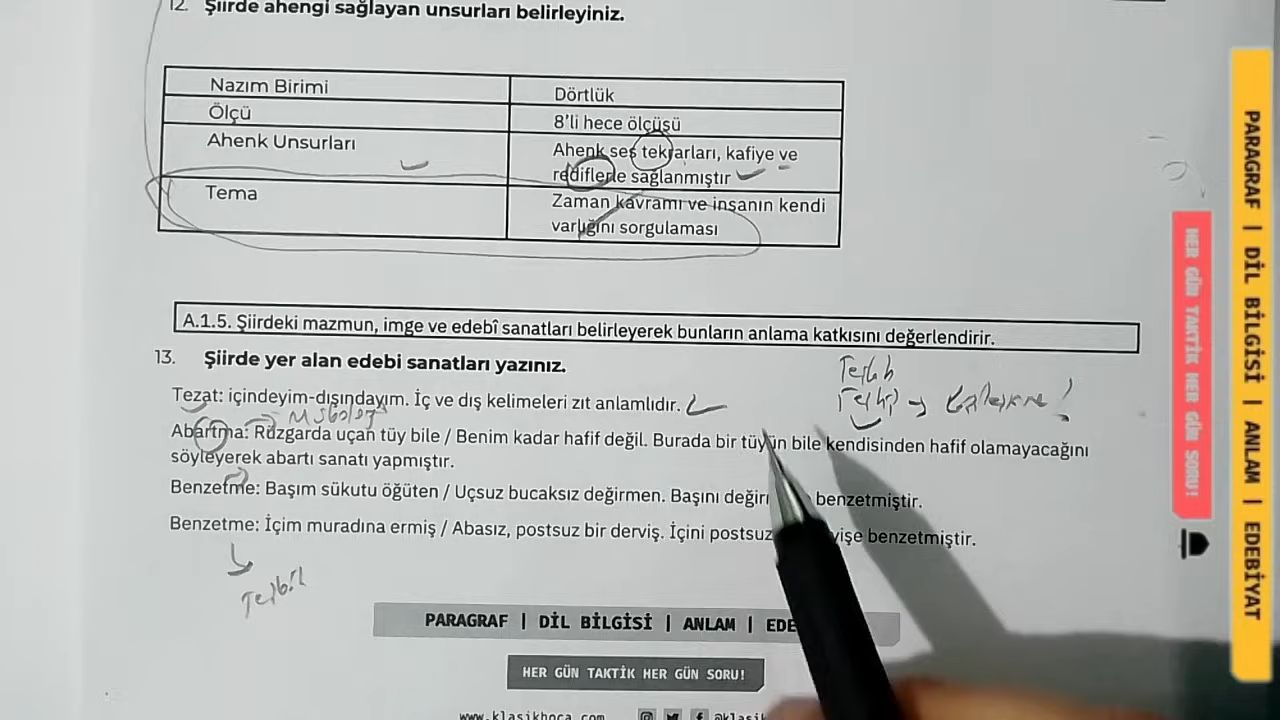 12. Şiirde ahengi sağlayan unsurları belirleyiniz.
Nazım Birimi Dörtlük
Ölçü 8'li hece ölçüsü
Ahenk Unsurları Ahenk ses tekrarları, kafiye ve
rediflerle sağlanmıştır
Tema Zaman kavramı ve insanın kendi
varlığını sorgulaması
A.1.5. Şiirdeki mazmun, imge ve edebî sanatları belirleyerek bunların anlama katkısını değerlendirir.
13. Şiirde yer alan edebi sanatları yazınız.
Tezat: içindeyim-dışındayım. İç ve dış kelimeleri zıt anlamlıdır.
Abartma: Rüzgarda uçan tüy bile / Benim kadar hafif değil. Burada bir tüyün bile kendisinden hafif olamayacağını
söyleyerek abartı sanatı yapmıştır.
Benzetme: Başım sükutu öğüten / Uçsuz bucaksız değirmen. Başını benzetmiştir.
Benzetme: İçim muradına ermiş / Abasız, postsuz bir derviş. İçini postsuz benzetmiştir.
PARAGRAF | DİL BİLGİSİ | ANLAM |
HER GÜN TAKTİK HER GÜN SORU!
www.klasikhoca.com
PARAGRAF | DİL BİLGİSİ | ANLAM | EDEBİYAT
HER GÜN TAKTİK HER GÜN SORU!